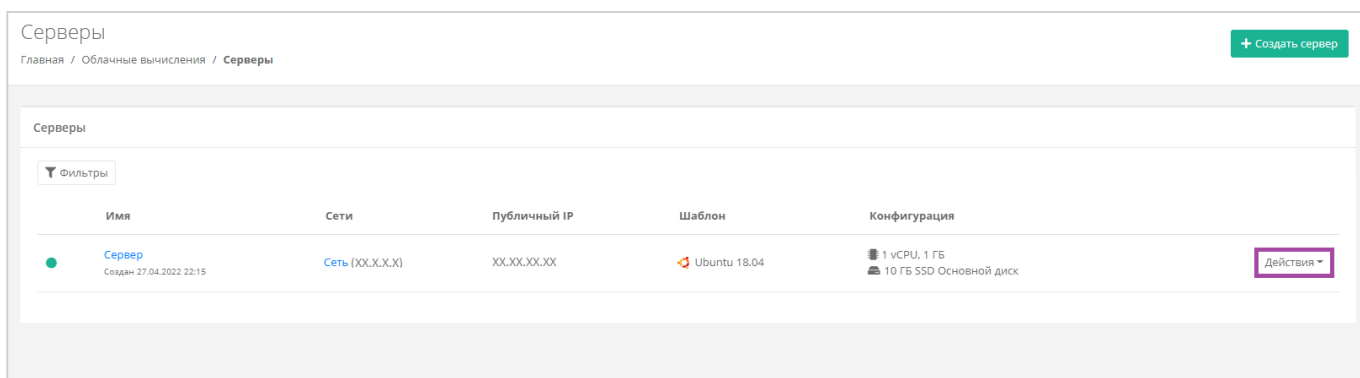 Серверы
Главная / Облачные вычисления / Серверы
+ Создать сервер
Серверы
Фильтры
Имя Сети Публичный IP Шаблон Конфигурация
Сервер Сеть (XX.X.X.X) XX.XX.XX.XX Ubuntu 18.04 1 vCPU, 1 ГБ Действия
Создан 27.04.2022 22:15 10 ГБ SSD Основной диск